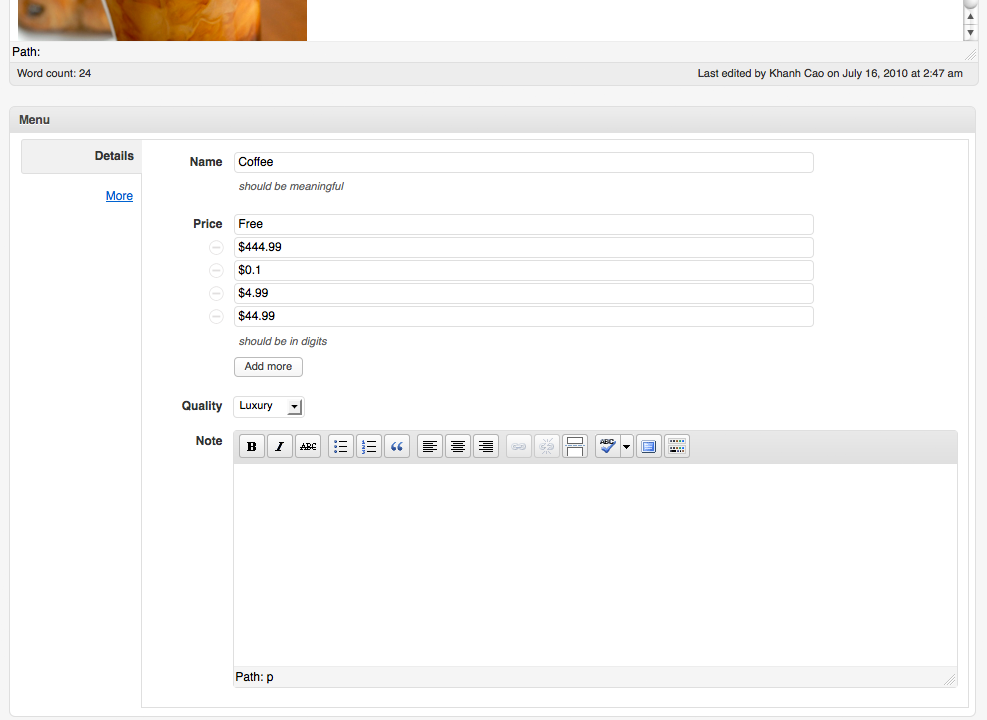 Path:
Word count: 24
Last edited by Khanh Cao on July 16, 2010 at 2:47 am
Menu
Details
More
Name
Coffee
should be meaningful
Price
Free
$444.99
$0.1
$4.99
$44.99
should be in digits
Add more
Quality
Luxury
Note
B I ABC
ABC
Path: p